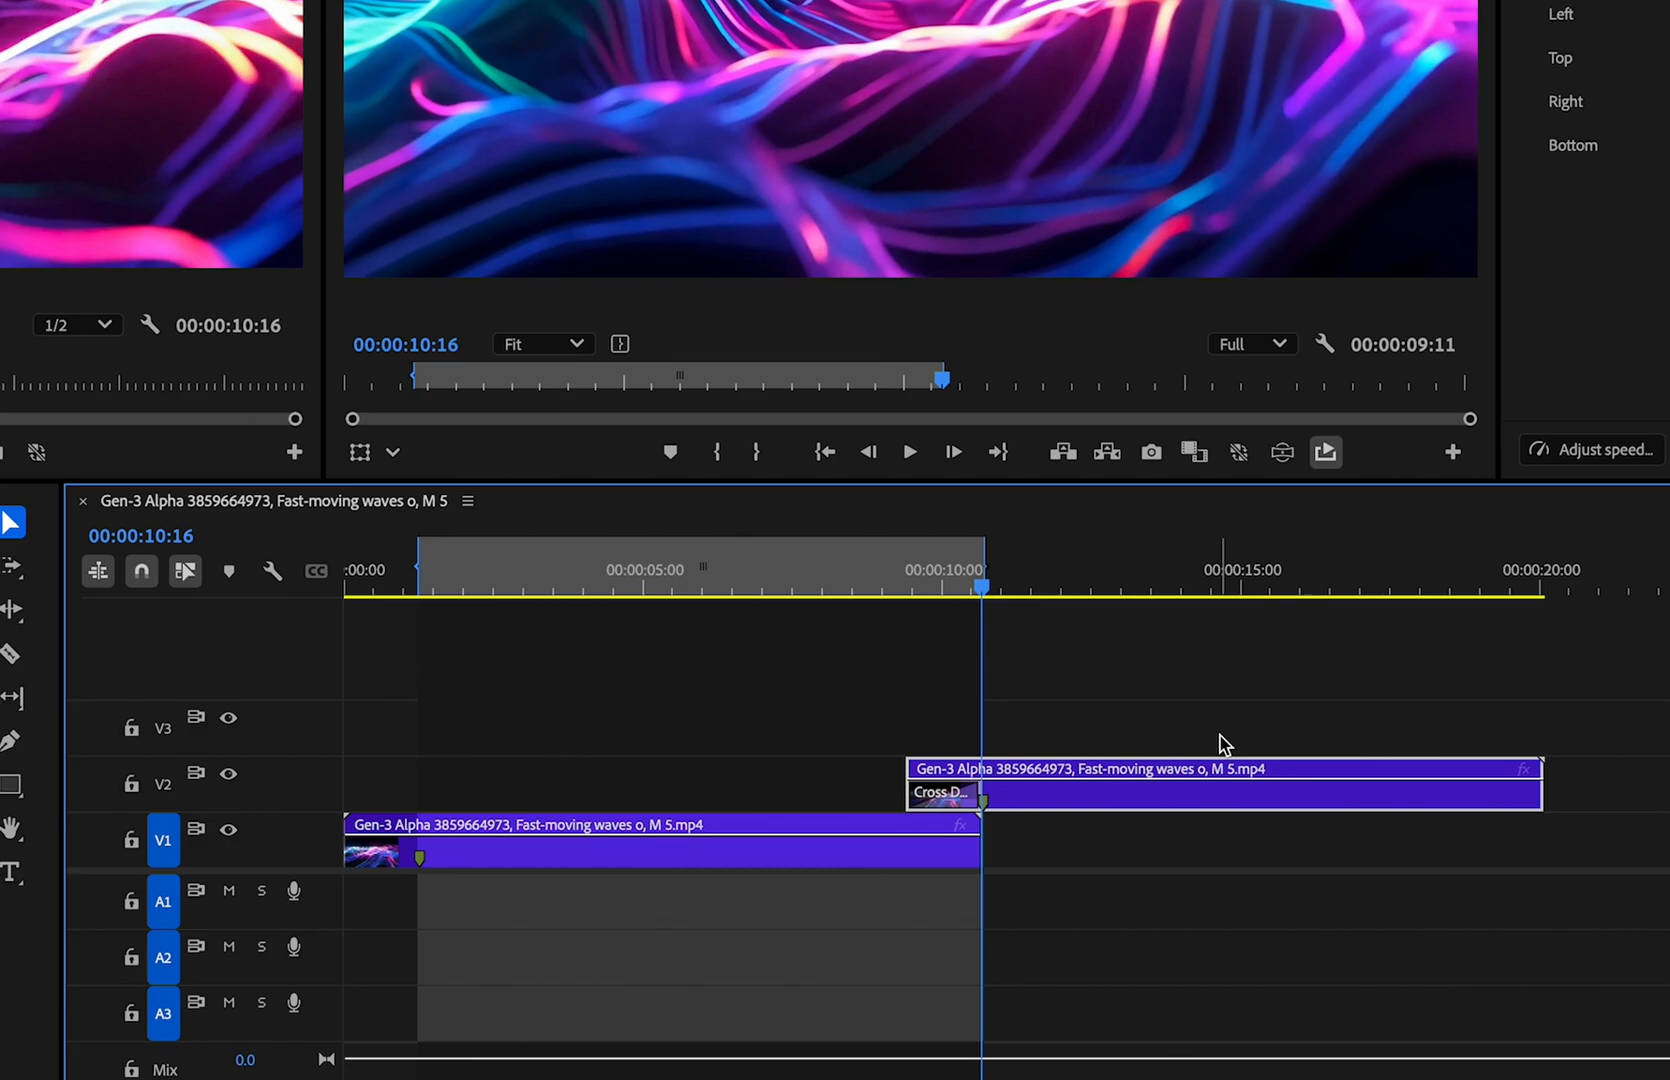 Left
Top
Right
Bottom
1/2
00:00:10:16
00:00:10:16
Fit
Full
00:00:09:11
Adjust speed...
× Gen-3 Alpha 3859664973, Fast-moving waves o, M 5
00:00:10:16
CC
:00:00
00:00:05:00
00:00:10:00
00:00:15:00
00:00:20:00
V3
V2
Gen-3 Alpha 3859664973, Fast-moving waves o, M 5.mp4
fx
Cross D...
V1
Gen-3 Alpha 3859664973, Fast-moving waves o, M 5.mp4
fx
A1
M
S
A2
M
S
A3
M
S
Mix
0.0